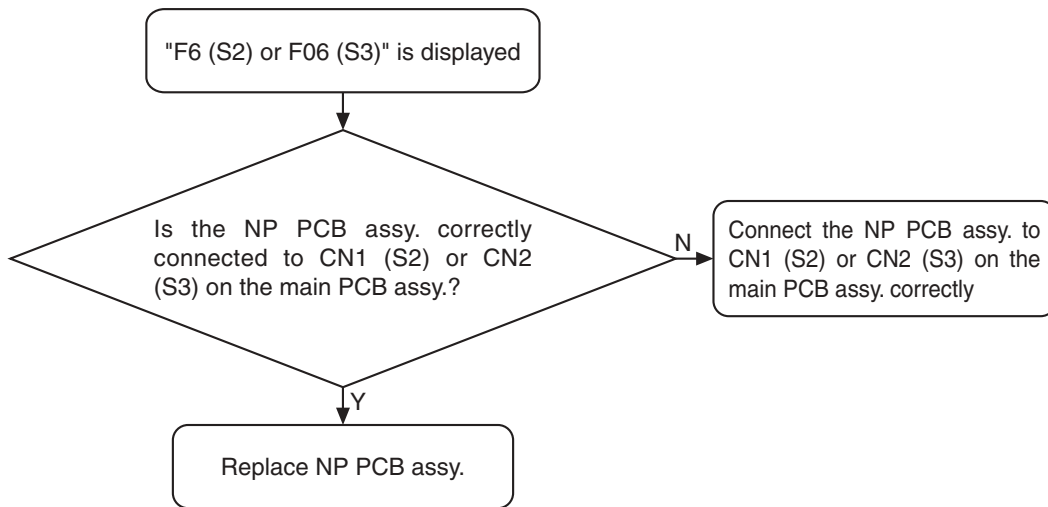 "F6 (S2) or F06 (S3)" is displayed
Is the NP PCB assy. correctly
connected to CN1 (S2) or CN2
(S3) on the main PCB assy.?
N
Connect the NP PCB assy. to
CN1 (S2) or CN2 (S3) on the
main PCB assy. correctly
Y
Replace NP PCB assy.